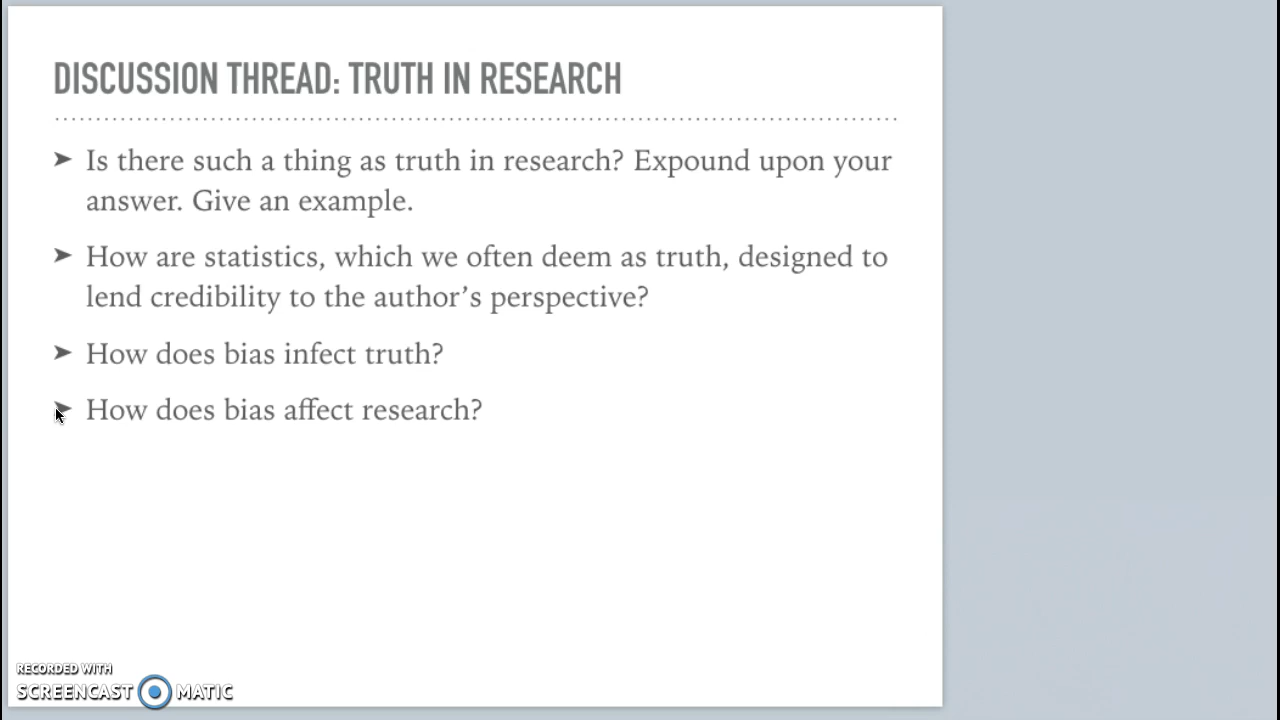 DISCUSSION THREAD: TRUTH IN RESEARCH
➤ Is there such a thing as truth in research? Expound upon your
answer. Give an example.
➤ How are statistics, which we often deem as truth, designed to
lend credibility to the author’s perspective?
➤ How does bias infect truth?
➤ How does bias affect research?
RECORDED WITH
SCREENCAST MATIC